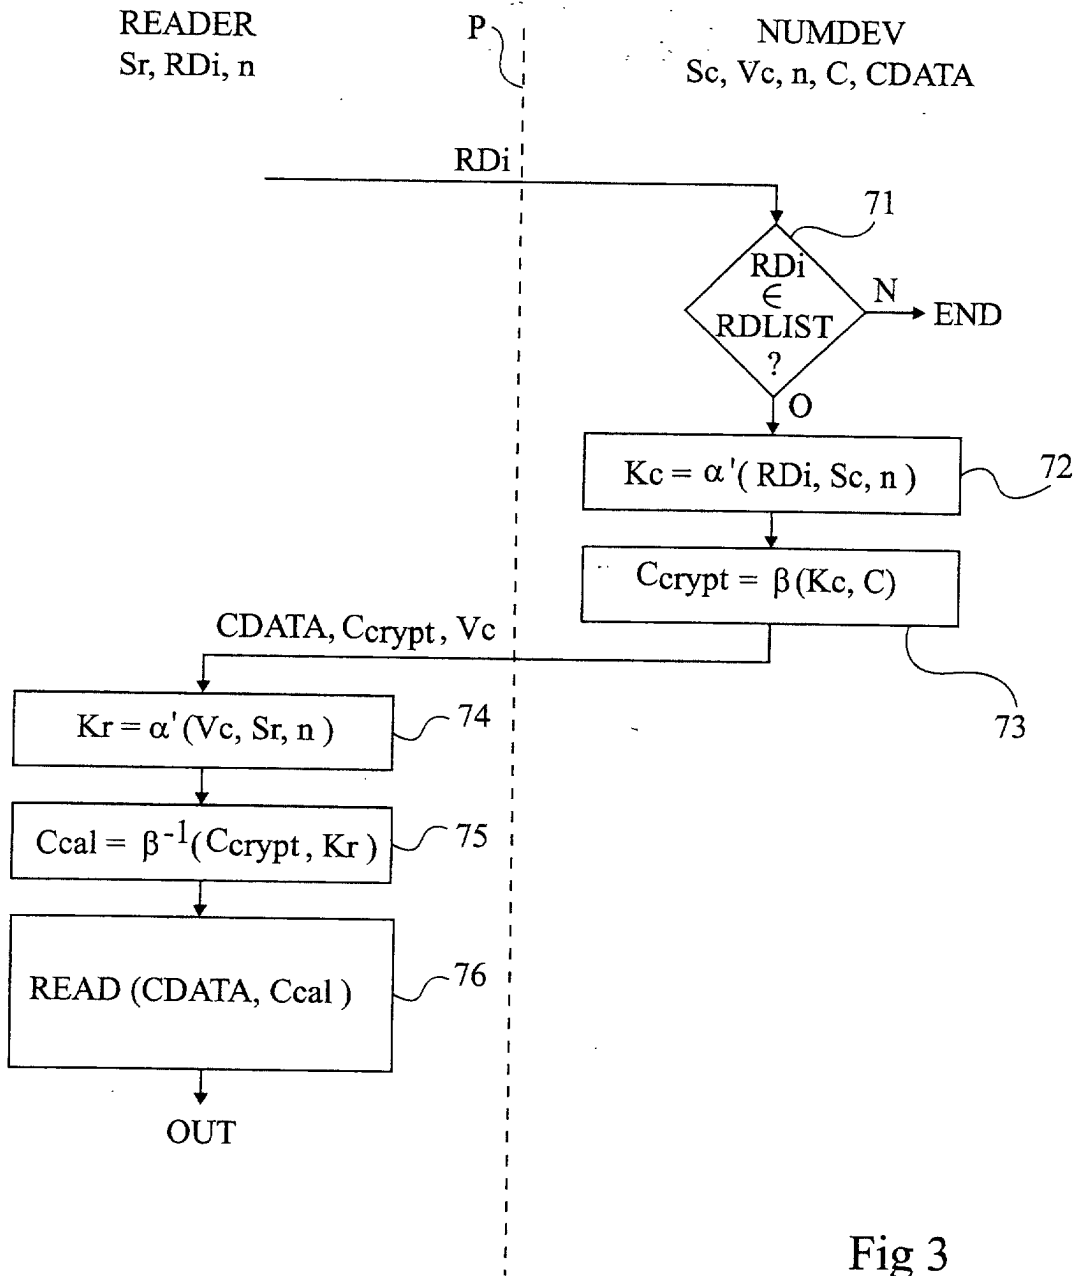 READER
Sr, RDi, n
P
NUMDEV
Sc, Vc, n, C, CDATA
RDi
71
RDi
∈
RDLIST
?
N
END
O
Kc = α'( RDi, Sc, n )
72
Ccrypt = β(Kc, C)
73
CDATA, Ccrypt, Vc
Kr = α'(Vc, Sr, n )
74
Ccal = β-1(Ccrypt, Kr )
75
READ (CDATA, Ccal )
76
OUT
Fig 3